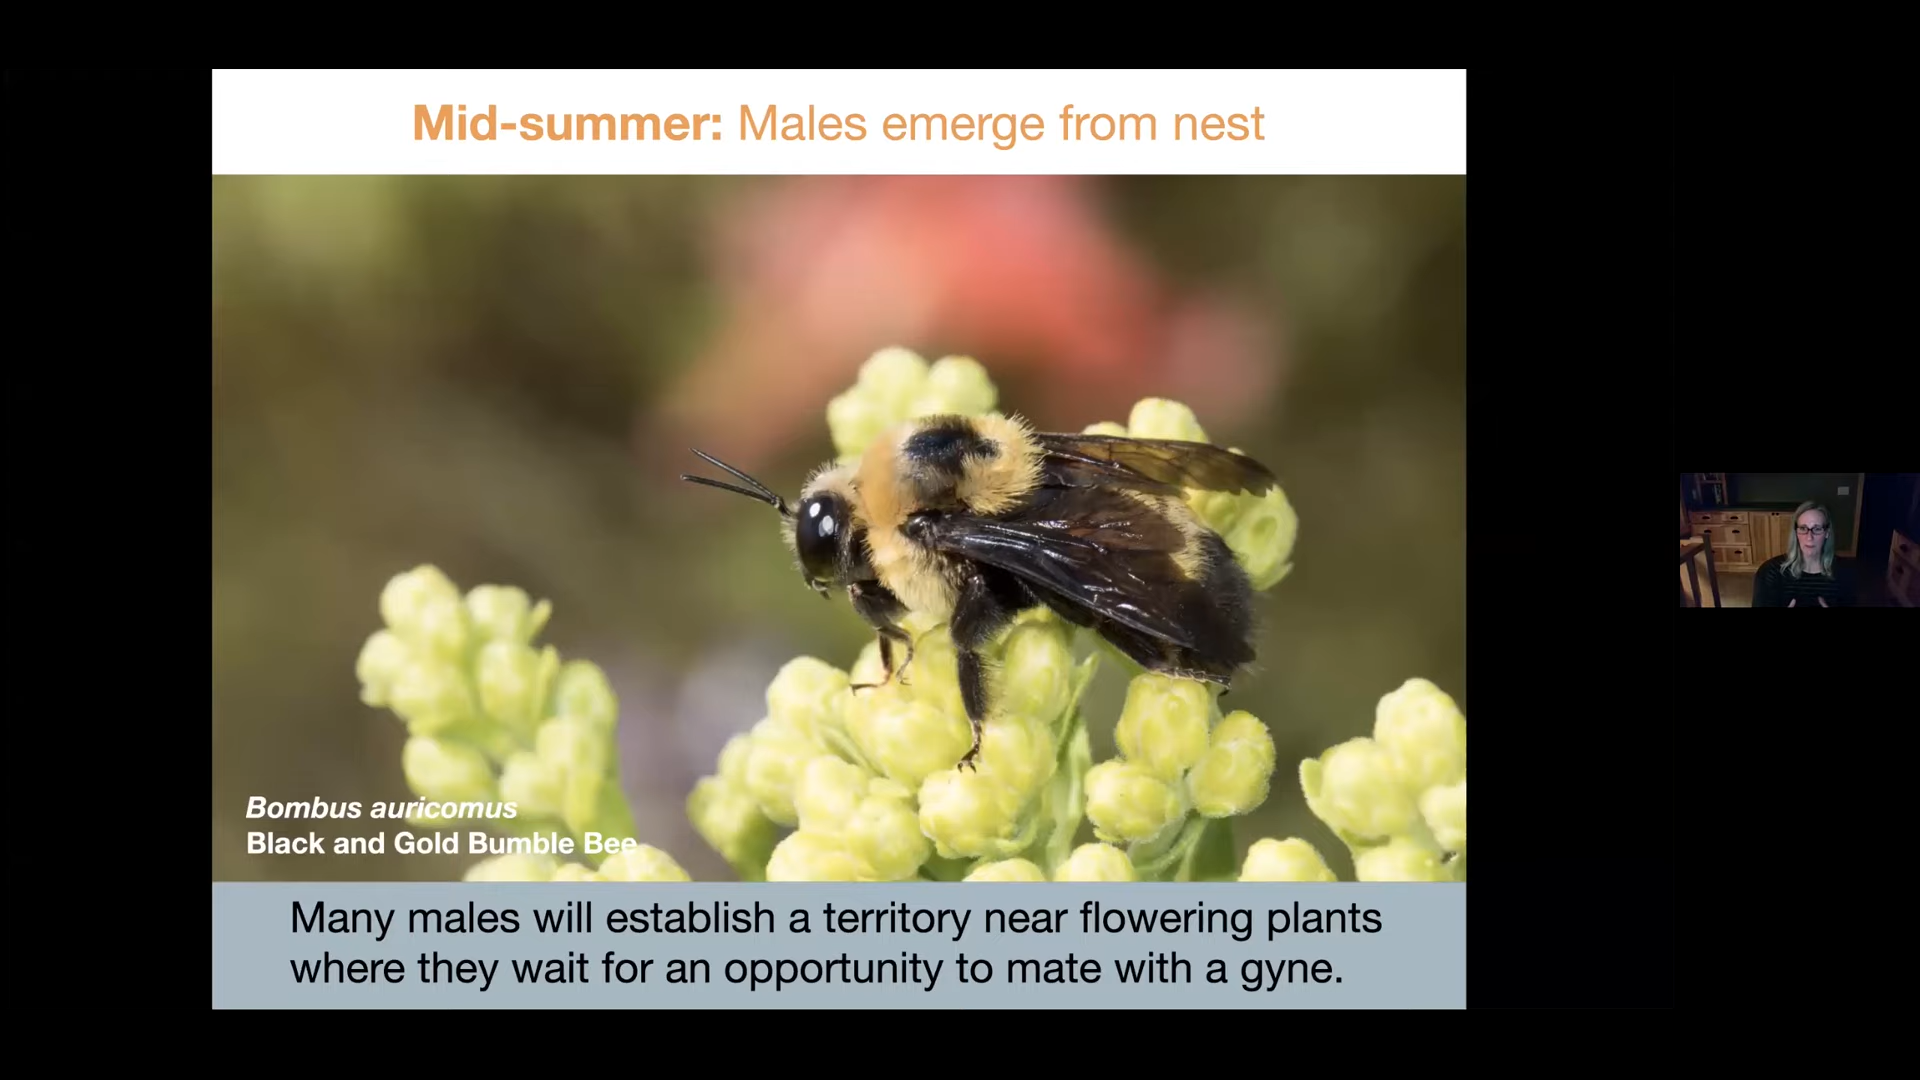 Mid-summer: Males emerge from nest
Bombus auricomus
Black and Gold Bumble Bee
Many males will establish a territory near flowering plants
where they wait for an opportunity to mate with a gyne.